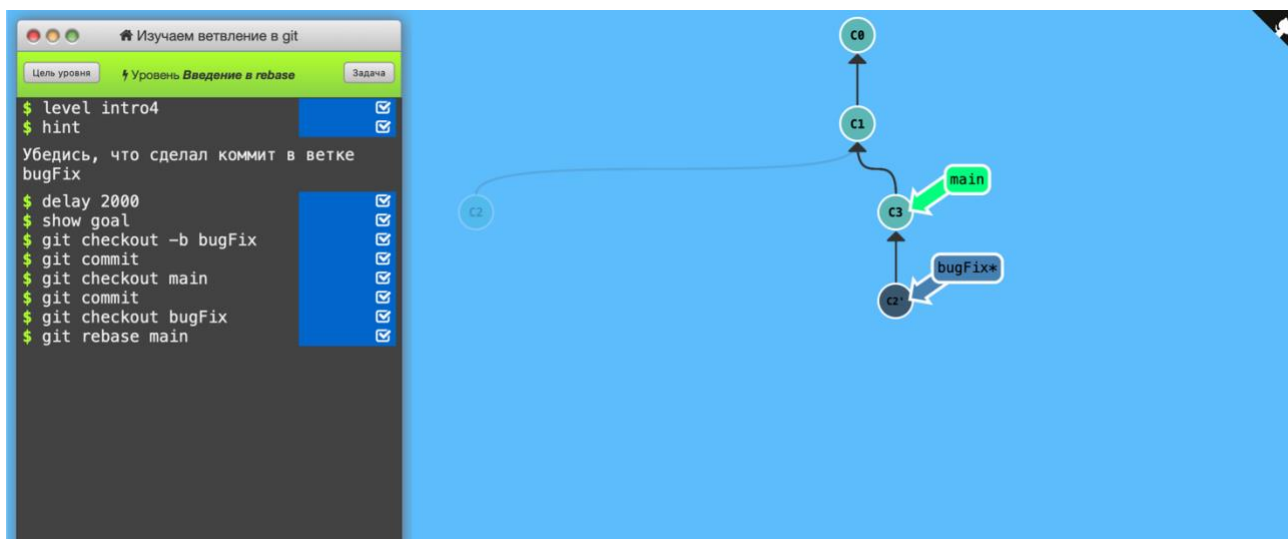 Изучаем ветвление в git
Цель уровня
Уровень Введение в rebase
Задача
$ level intro4
$ hint
Убедись, что сделал коммит в ветке
bugFix
$ delay 2000
$ show goal
$ git checkout -b bugFix
$ git commit
$ git checkout main
$ git commit
$ git checkout bugFix
$ git rebase main
C0
C1
main
C2
C3
bugFix*
C2'